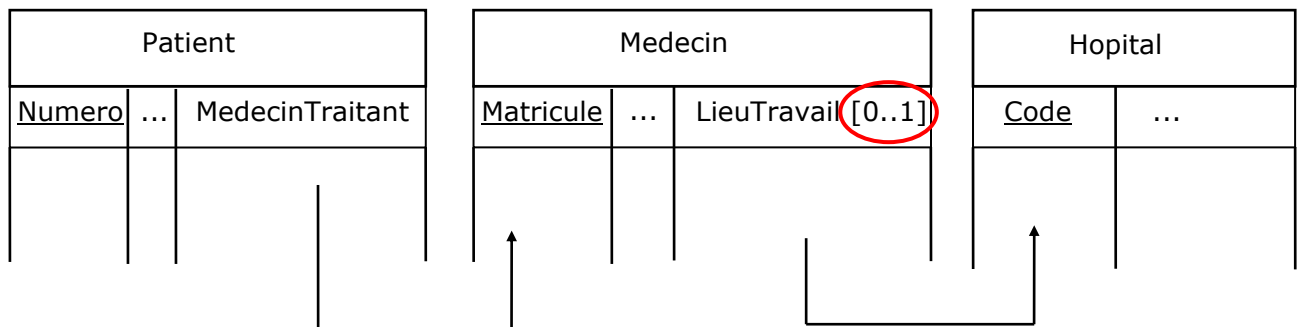 Patient Medecin Hopital
Numero ... MedecinTraitant Matricule ... LieuTravail [0..1] Code ...